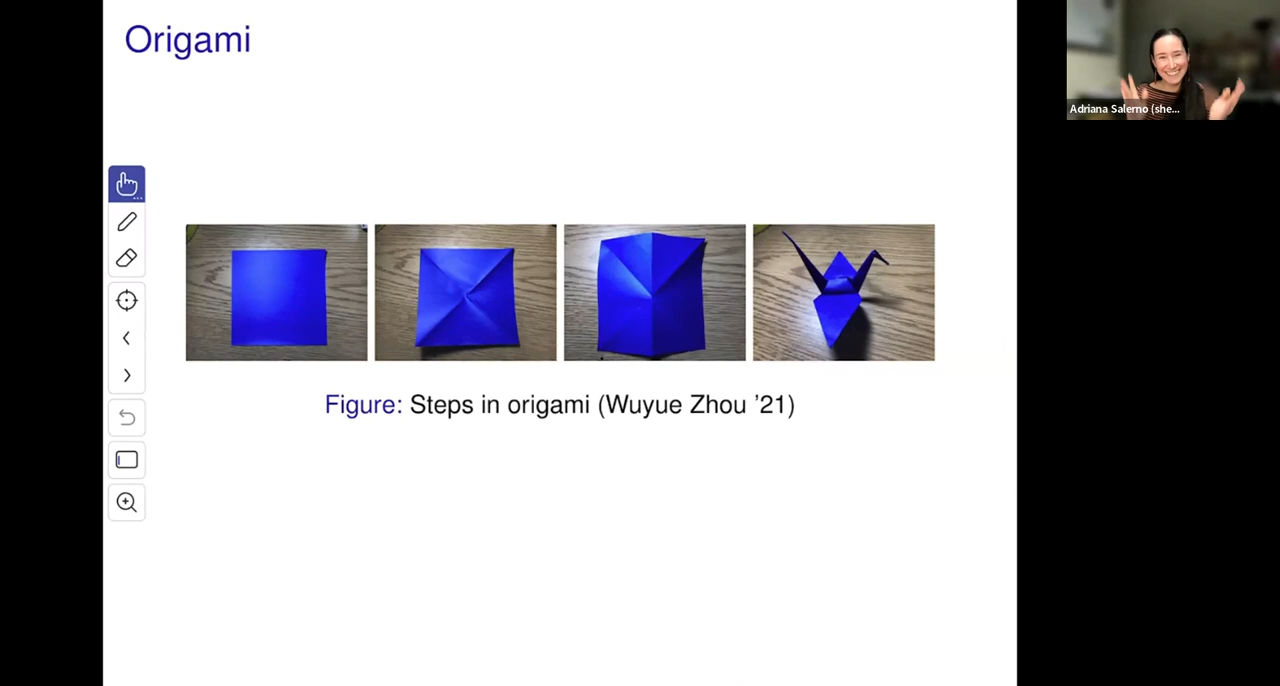 Origami
Adriana Salerno (she...
Figure: Steps in origami (Wuyue Zhou ’21)